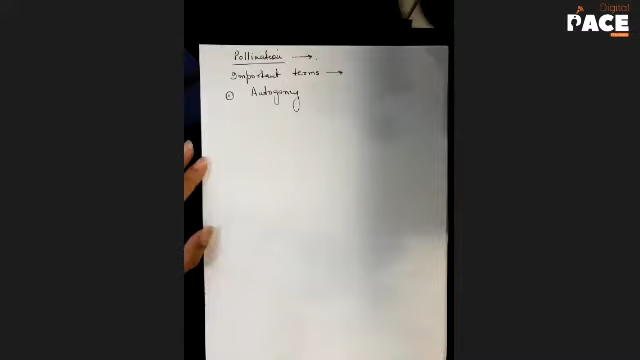 Digital
PACE
Pollination →
Important terms →
Autogamy